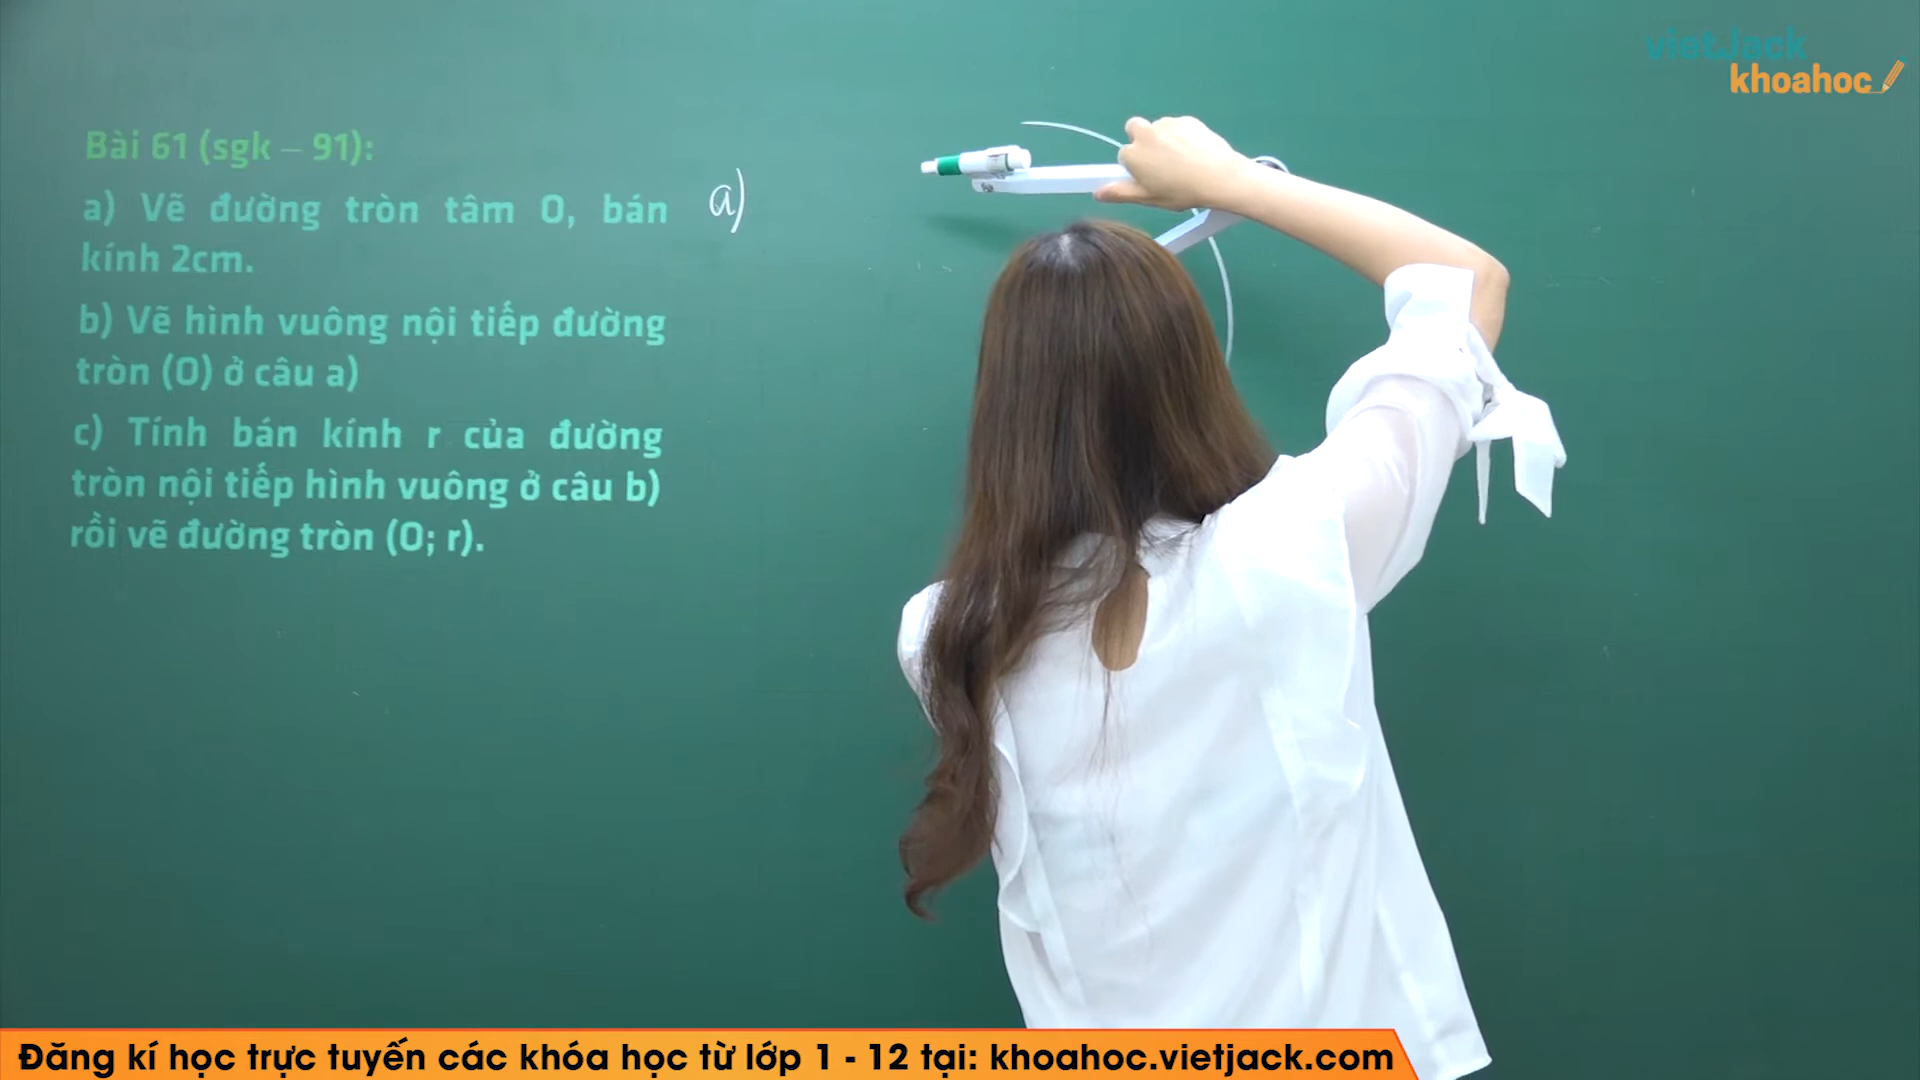 vietJack
khoahoc
Bài 61 (sgk – 91):
a) Vẽ đường tròn tâm O, bán
kính 2cm.
b) Vẽ hình vuông nội tiếp đường
tròn (O) ở câu a)
c) Tính bán kính r của đường
tròn nội tiếp hình vuông ở câu b)
rồi vẽ đường tròn (O; r).
a)
Đăng kí học trực tuyến các khóa học từ lớp 1 - 12 tại: khoahoc.vietjack.com